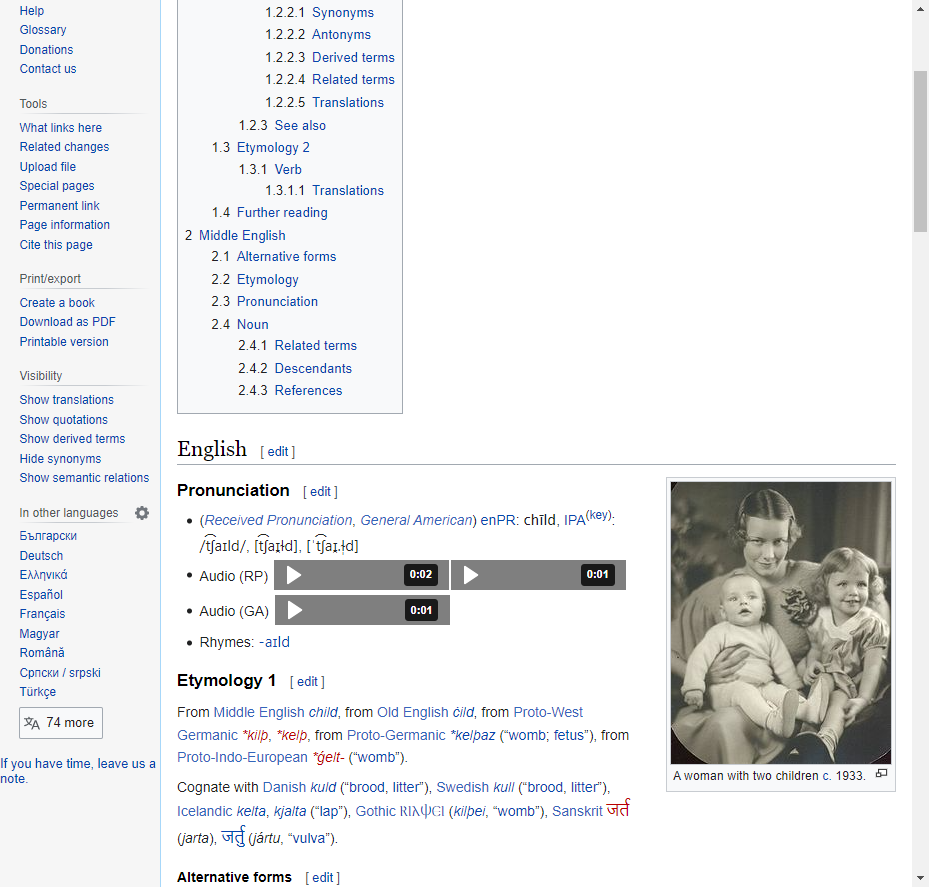 Help
Glossary
Donations
Contact us
Tools
What links here
Related changes
Upload file
Special pages
Permanent link
Page information
Cite this page
Print/export
Create a book
Download as PDF
Printable version
Visibility
Show translations
Show quotations
Show derived terms
Hide synonyms
Show semantic relations
In other languages
Български
Deutsch
Ελληνικά
Español
Français
Magyar
Română
Српски / srpski
Türkçe
74 more
If you have time, leave us a
note.
1.2.2.1 Synonyms
1.2.2.2 Antonyms
1.2.2.3 Derived terms
1.2.2.4 Related terms
1.2.2.5 Translations
1.2.3 See also
1.3 Etymology 2
1.3.1 Verb
1.3.1.1 Translations
1.4 Further reading
2 Middle English
2.1 Alternative forms
2.2 Etymology
2.3 Pronunciation
2.4 Noun
2.4.1 Related terms
2.4.2 Descendants
2.4.3 References
English [ edit ]
Pronunciation [ edit ]
• (Received Pronunciation, General American) enPR: chīld, IPA(key):
/t͡ʃaɪld/, [t͡ʃaɪ̯ɫd], [ˈt͡ʃaɪ̯.ɫ̩d]
• Audio (RP) 0:02 0:01
• Audio (GA) 0:01
• Rhymes: -aɪld
Etymology 1 [ edit ]
From Middle English child, from Old English ċild, from Proto-West
Germanic *kilþ, *kelþ, from Proto-Germanic *kelþaz (“womb; fetus”), from
Proto-Indo-European *ǵelt- (“womb”).
Cognate with Danish kuld (“brood, litter”), Swedish kull (“brood, litter”),
Icelandic kelta, kjalta (“lap”), Gothic 𐌺𐌹𐌻𐌸𐌴𐌹 (kilþei, “womb”), Sanskrit जर्त
(jarta), जर्तु (jártu, “vulva”).
Alternative forms [ edit ]
A woman with two children c. 1933.